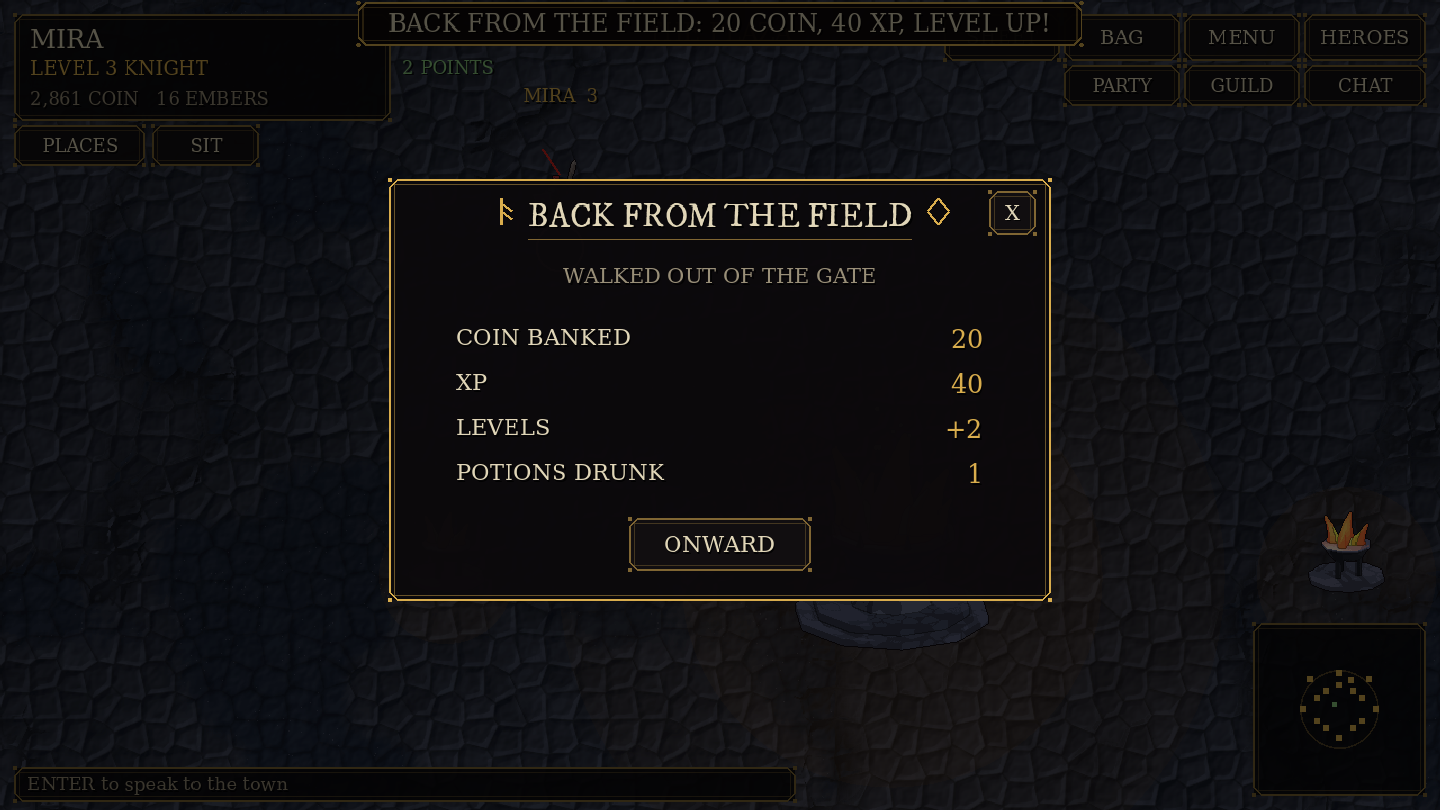 BACK FROM THE FIELD: 20 COIN, 40 XP, LEVEL UP!
MIRA
LEVEL 3 KNIGHT
2,861 COIN 16 EMBERS
2 POINTS
MIRA 3
BAG
MENU
HEROES
PARTY
GUILD
CHAT
PLACES
SIT
BACK FROM THE FIELD
X
WALKED OUT OF THE GATE
COIN BANKED 20
XP 40
LEVELS +2
POTIONS DRUNK 1
ONWARD
ENTER to speak to the town